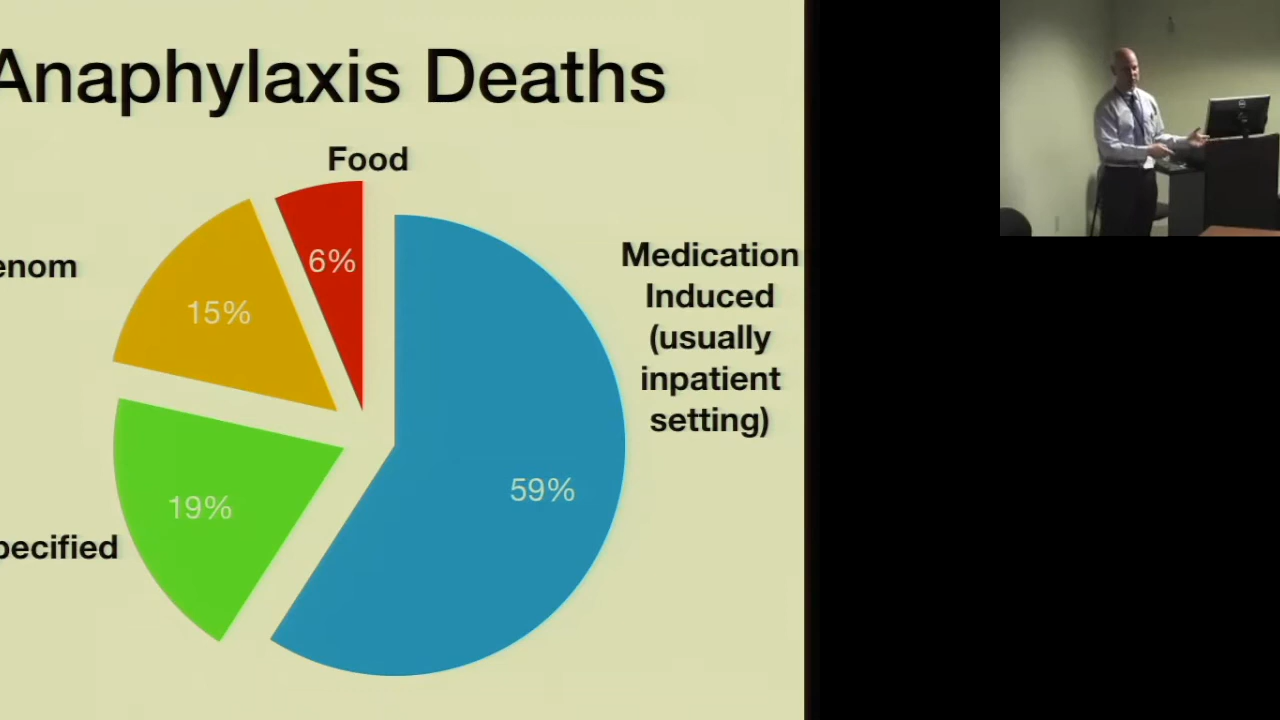 Anaphylaxis Deaths
Food
Medication
Induced
(usually
inpatient
setting)
enom
6%
15%
59%
19%
pecified